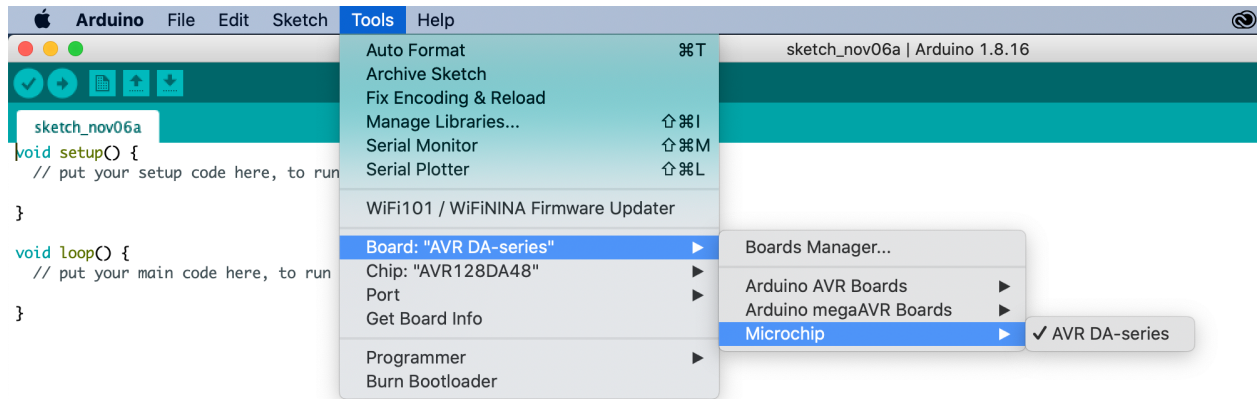 Arduino File Edit Sketch Tools Help
sketch_nov06a | Arduino 1.8.16
sketch_nov06a
void setup() {
// put your setup code here, to run
}
void loop() {
// put your main code here, to run
}
Auto Format ⌘T
Archive Sketch
Fix Encoding & Reload
Manage Libraries... ⇧⌘I
Serial Monitor ⇧⌘M
Serial Plotter ⇧⌘L
WiFi101 / WiFiNINA Firmware Updater
Board: "AVR DA-series"
Chip: "AVR128DA48"
Port
Get Board Info
Programmer
Burn Bootloader
Boards Manager...
Arduino AVR Boards
Arduino megaAVR Boards
Microchip
✓ AVR DA-series